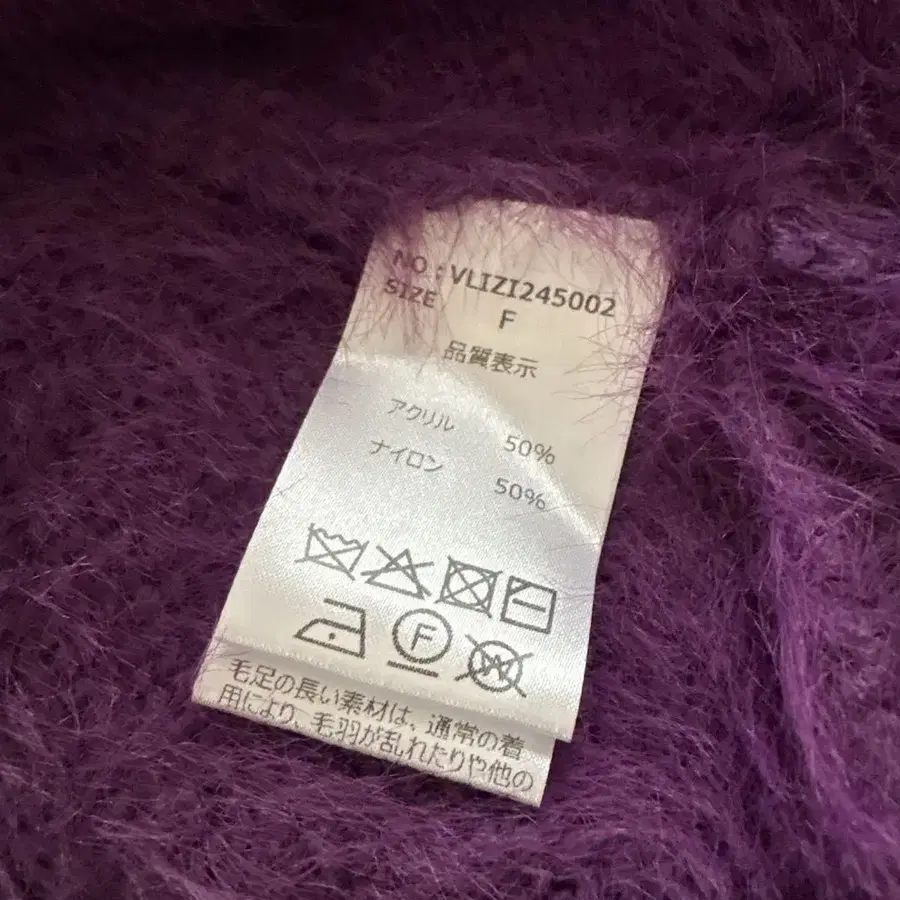 NO : VLIZI245002
SIZE F
品質表示
アクリル 50%
ナイロン 50%
F
W
毛足の長い素材は、通常の着
用により、毛羽が乱れたりや他の